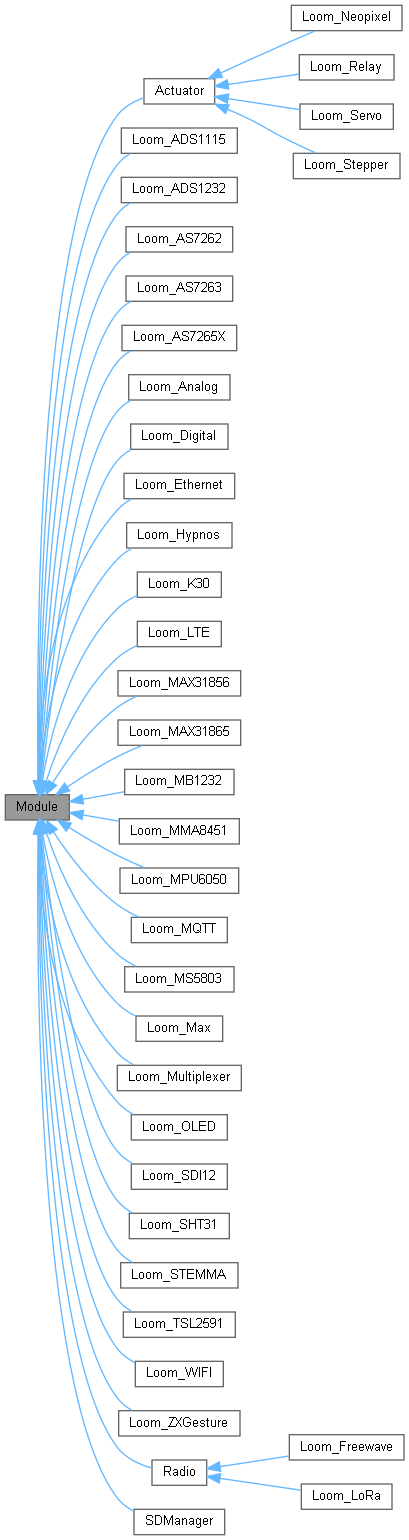 Loom_Neopixel
Loom_Relay
Actuator
Loom_Servo
Loom_ADS1115
Loom_Stepper
Loom_ADS1232
Loom_AS7262
Loom_AS7263
Loom_AS7265X
Loom_Analog
Loom_Digital
Loom_Ethernet
Loom_Hypnos
Loom_K30
Loom_LTE
Loom_MAX31856
Loom_MAX31865
Loom_MB1232
Module
Loom_MMA8451
Loom_MPU6050
Loom_MQTT
Loom_MS5803
Loom_Max
Loom_Multiplexer
Loom_OLED
Loom_SDI12
Loom_SHT31
Loom_STEMMA
Loom_TSL2591
Loom_WIFI
Loom_ZXGesture
Loom_Freewave
Radio
Loom_LoRa
SDManager